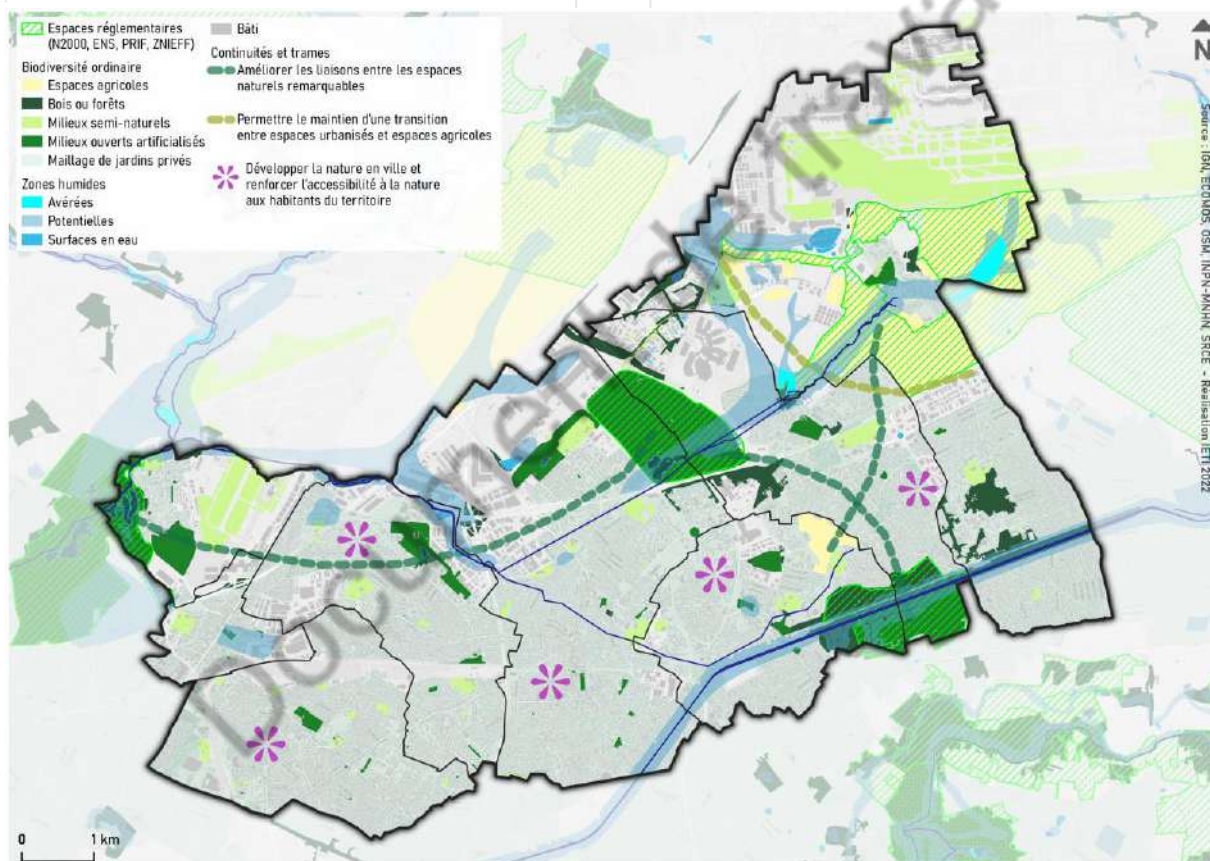 Espaces réglementaires
(N2000, ENS, PRIF, ZNIEFF)
Biodiversité ordinaire
Espaces agricoles
Bois ou forêts
Milieux semi-naturels
Milieux ouverts artificialisés
Maillage de jardins privés
Zones humides
Avérées
Potentielles
Surfaces en eau
Bâti
Continuités et trames
Améliorer les liaisons entre les espaces
naturels remarquables
Permettre le maintien d'une transition
entre espaces urbanisés et espaces agricoles
Développer la nature en ville et
renforcer l'accessibilité à la nature
aux habitants du territoire
N
Source : IGN, ECOMOS, OSM, INPN-MNHN, SRCE - Réalisation IETI 2022
Document de trava
0 1 km